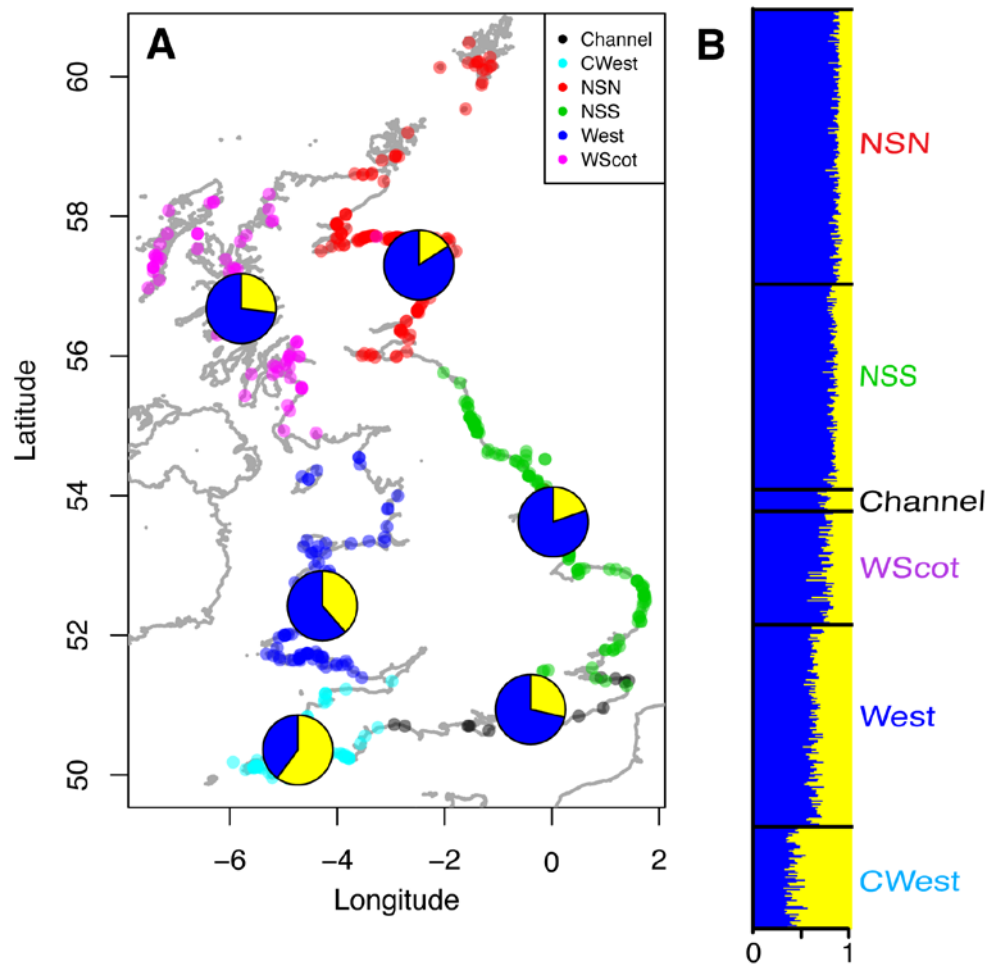 A
Channel
CWest
NSN
NSS
West
WScot
60
58
56
54
52
50
Latitude
−6
−4
−2
0
2
Longitude
B
NSN
NSS
Channel
WScot
West
CWest
0
1